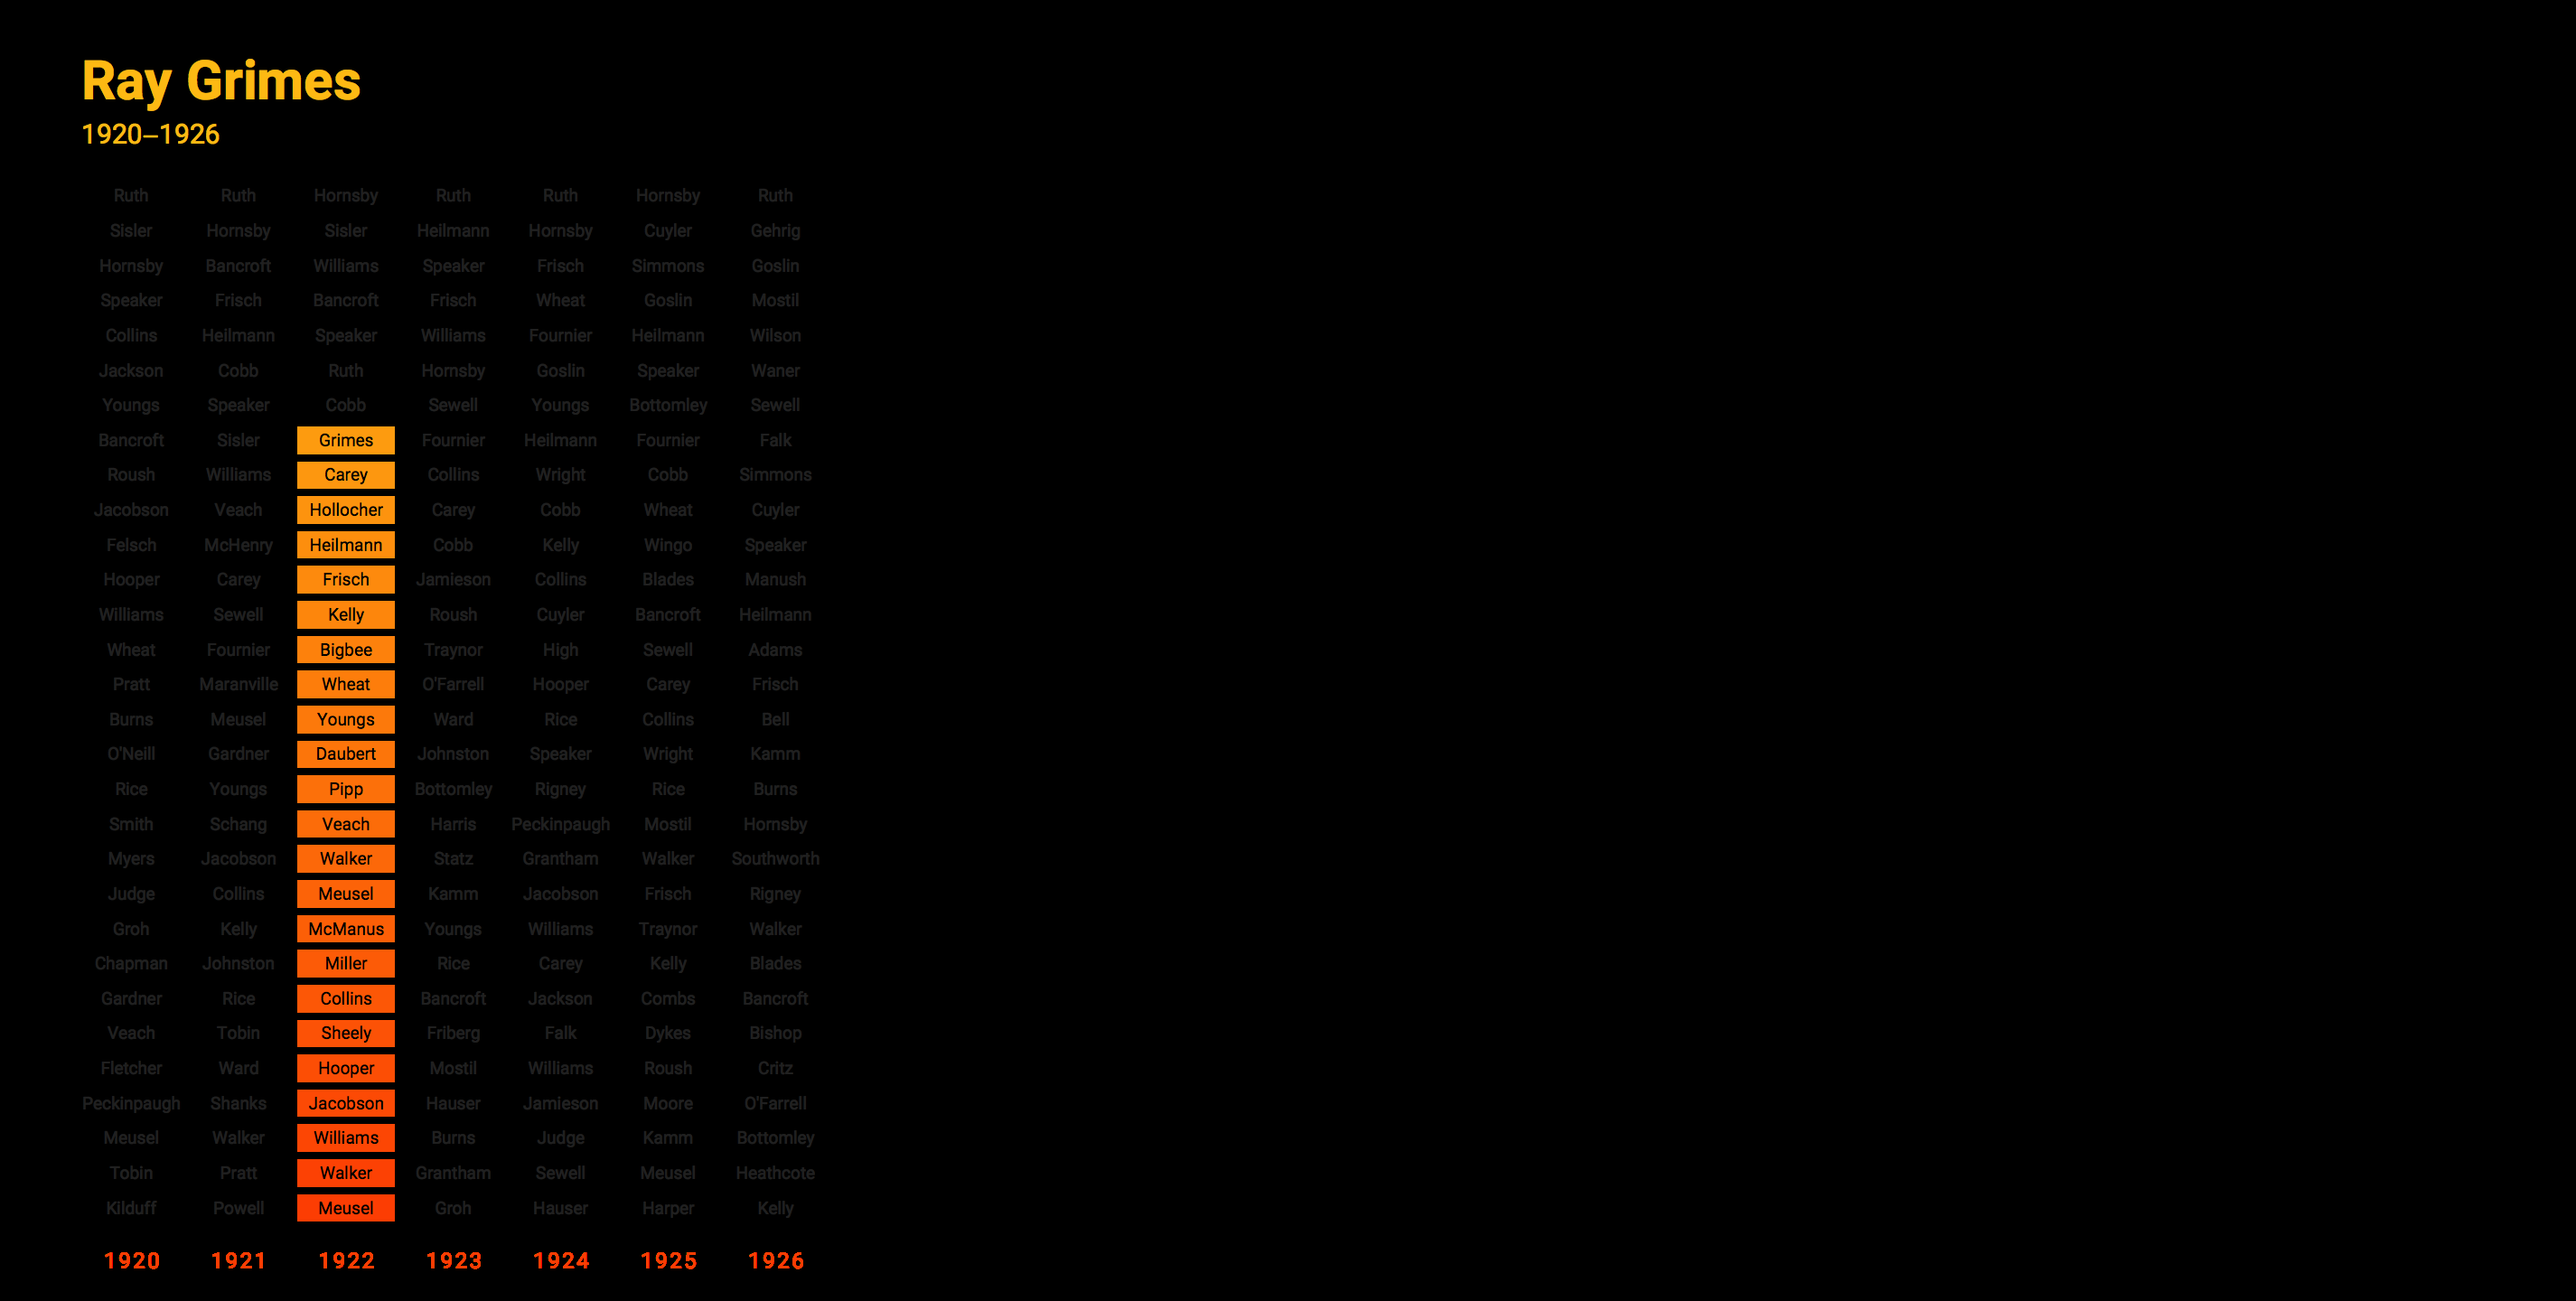 Ray Grimes
1920–1926
Ruth Ruth Hornsby Ruth Ruth Hornsby Ruth
Sisler Hornsby Sisler Heilmann Hornsby Cuyler Gehrig
Hornsby Bancroft Williams Speaker Frisch Simmons Goslin
Speaker Frisch Bancroft Frisch Wheat Goslin Mostil
Collins Heilmann Speaker Williams Fournier Heilmann Wilson
Jackson Cobb Ruth Hornsby Goslin Speaker Waner
Youngs Speaker Cobb Sewell Youngs Bottomley Sewell
Bancroft Sisler Grimes Fournier Heilmann Fournier Falk
Roush Williams Carey Collins Wright Cobb Simmons
Jacobson Veach Hollocher Carey Cobb Wheat Cuyler
Felsch McHenry Heilmann Cobb Kelly Wingo Speaker
Hooper Carey Frisch Jamieson Collins Blades Manush
Williams Sewell Kelly Roush Cuyler Bancroft Heilmann
Wheat Fournier Bigbee Traynor High Sewell Adams
Pratt Maranville Wheat O'Farrell Hooper Carey Frisch
Burns Meusel Youngs Ward Rice Collins Bell
O'Neill Gardner Daubert Johnston Speaker Wright Kamm
Rice Youngs Pipp Bottomley Rigney Rice Burns
Smith Schang Veach Harris Peckinpaugh Mostil Hornsby
Myers Jacobson Walker Statz Grantham Walker Southworth
Judge Collins Meusel Kamm Jacobson Frisch Rigney
Groh Kelly McManus Youngs Williams Traynor Walker
Chapman Johnston Miller Rice Carey Kelly Blades
Gardner Rice Collins Bancroft Jackson Combs Bancroft
Veach Tobin Sheely Friberg Falk Dykes Bishop
Fletcher Ward Hooper Mostil Williams Roush Critz
Peckinpaugh Shanks Jacobson Hauser Jamieson Moore O'Farrell
Meusel Walker Williams Burns Judge Kamm Bottomley
Tobin Pratt Walker Grantham Sewell Meusel Heathcote
Kilduff Powell Meusel Groh Hauser Harper Kelly
1920 1921 1922 1923 1924 1925 1926